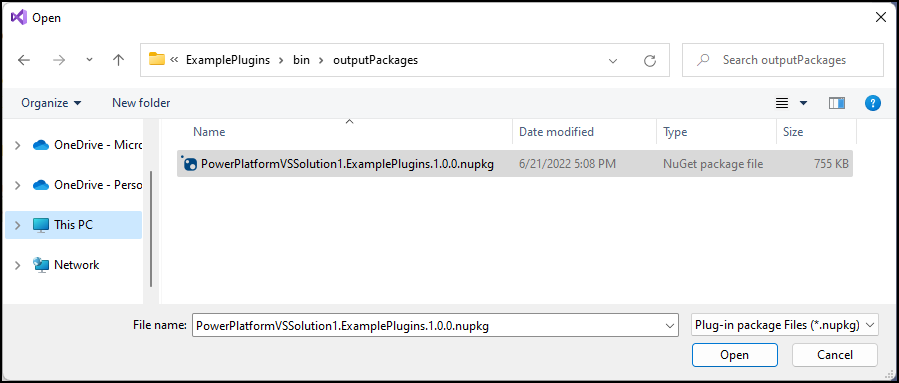 Open
« ExamplePlugins › bin › outputPackages
Search outputPackages
Organize New folder
Name Date modified Type Size
OneDrive - Micro
OneDrive - Perso
This PC
Network
PowerPlatformVSSolution1.ExamplePlugins.1.0.0.nupkg 6/21/2022 5:08 PM NuGet package file 755 KB
File name: PowerPlatformVSSolution1.ExamplePlugins.1.0.0.nupkg Plug-in package Files (*.nupkg)
Open Cancel